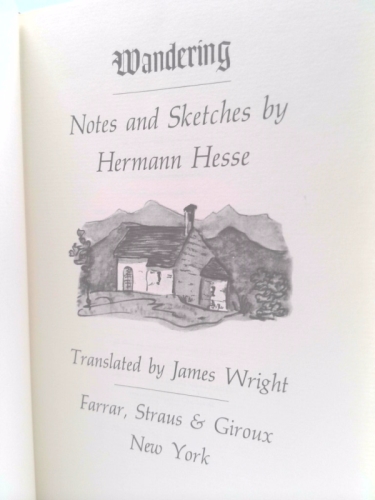 Wandering
Notes and Sketches by
Hermann Hesse
Translated by James Wright
Farrar, Straus & Giroux
New York